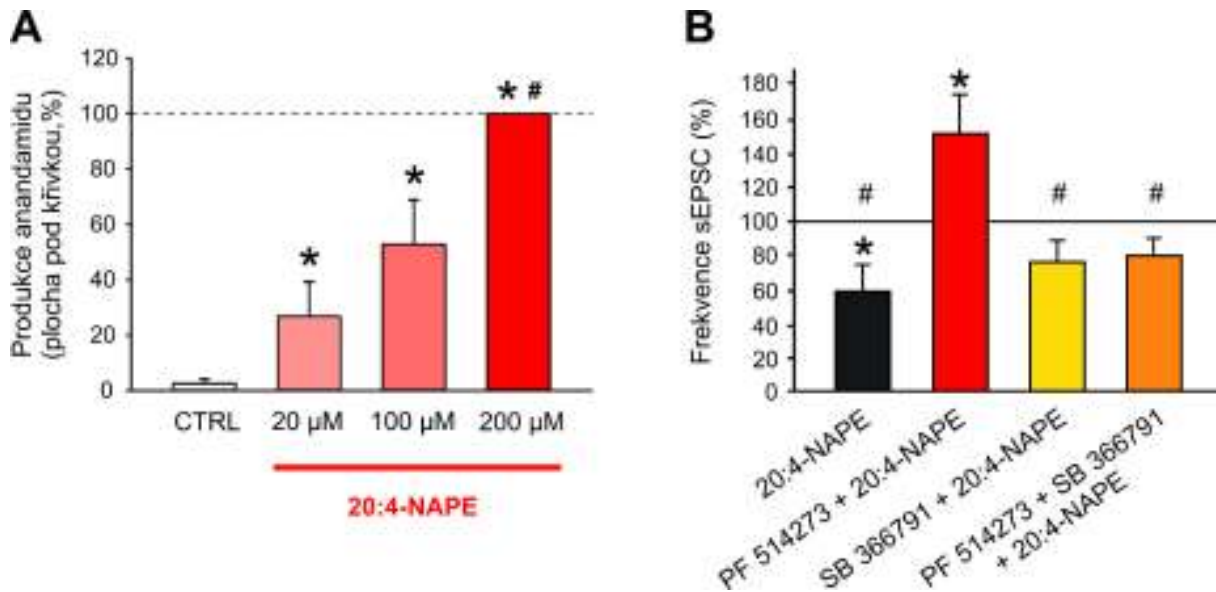 A
Produkce anandamidu
(plocha pod křivkou,%)
120
100
80
60
40
20
0
* #
*
*
CTRL
20 µM
100 µM
200 µM
20:4-NAPE
B
Frekvence sEPSC (%)
180
160
140
120
100
80
60
40
20
0
*
#
#
#
*
20:4-NAPE
PF 514273 + 20:4-NAPE
SB 366791 + 20:4-NAPE
PF 514273 + SB 366791
+ 20:4-NAPE